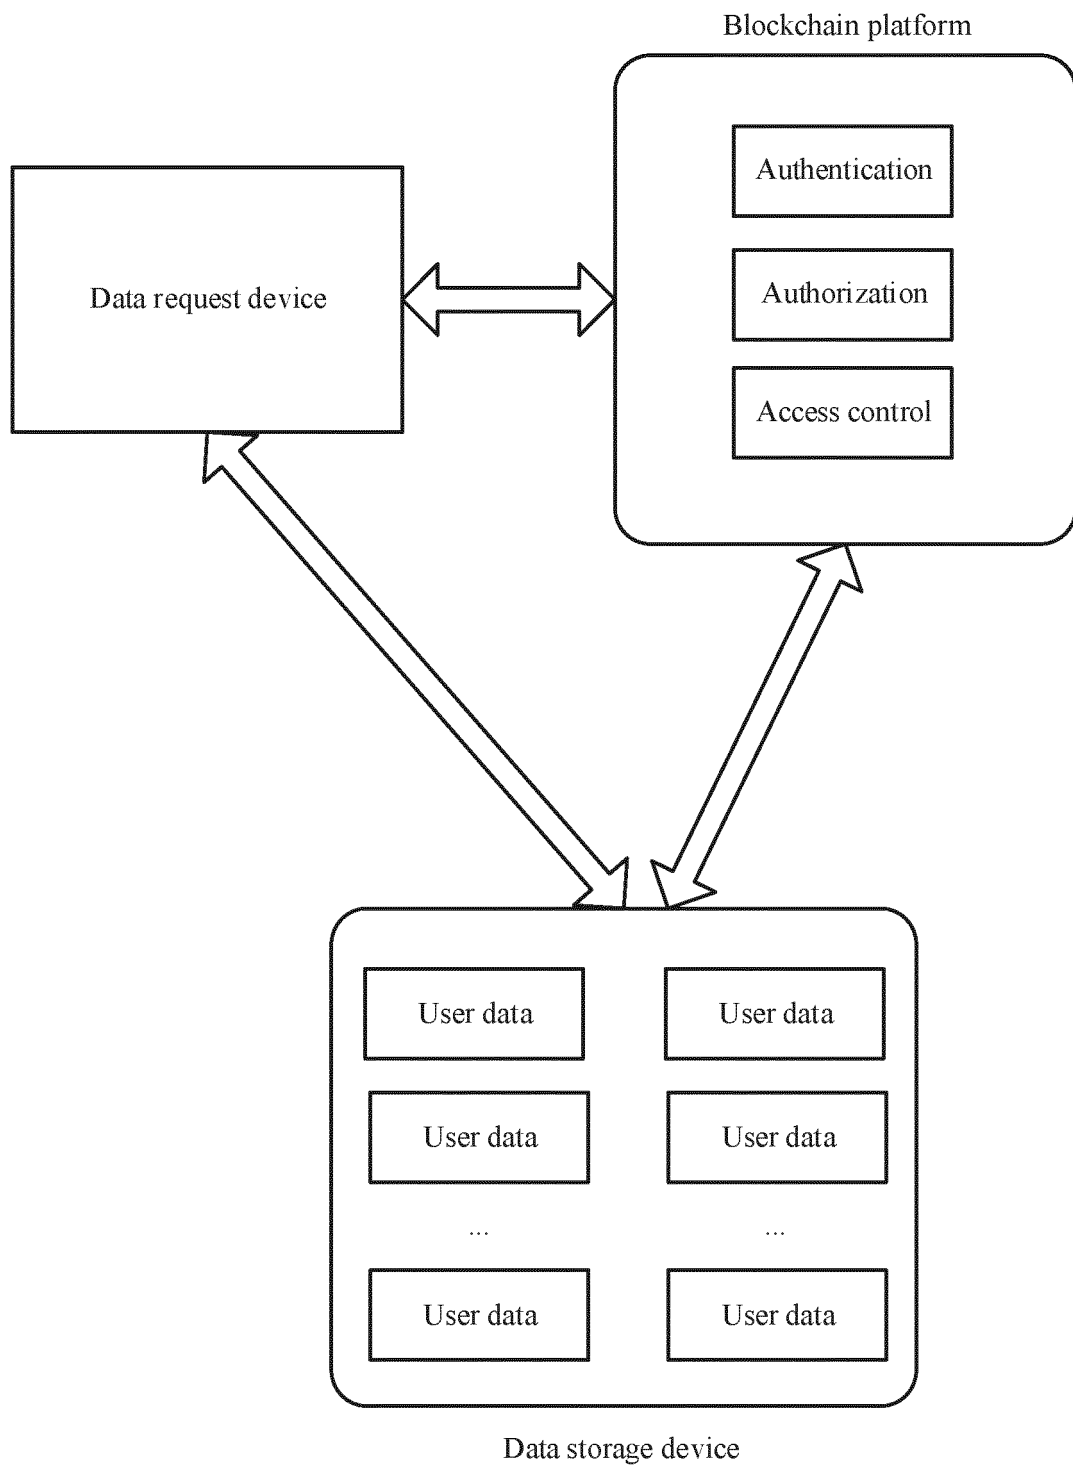 Blockchain platform
Authentication
Data request device
Authorization
Access control
User data
User data
User data
User data
...
...
User data
User data
Data storage device